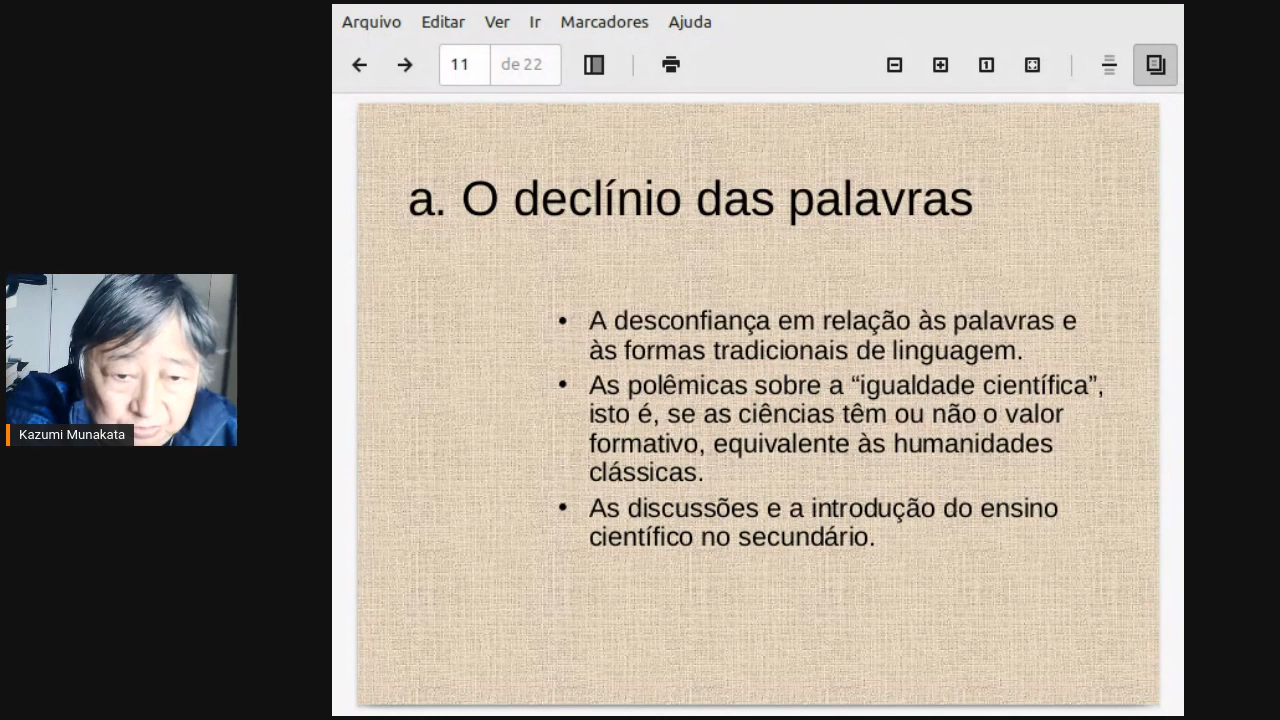 Arquivo Editar Ver Ir Marcadores Ajuda
11 de 22
1
a. O declínio das palavras
• A desconfiança em relação às palavras e
às formas tradicionais de linguagem.
• As polêmicas sobre a “igualdade científica”,
isto é, se as ciências têm ou não o valor
formativo, equivalente às humanidades
clássicas.
• As discussões e a introdução do ensino
científico no secundário.
Kazumi Munakata